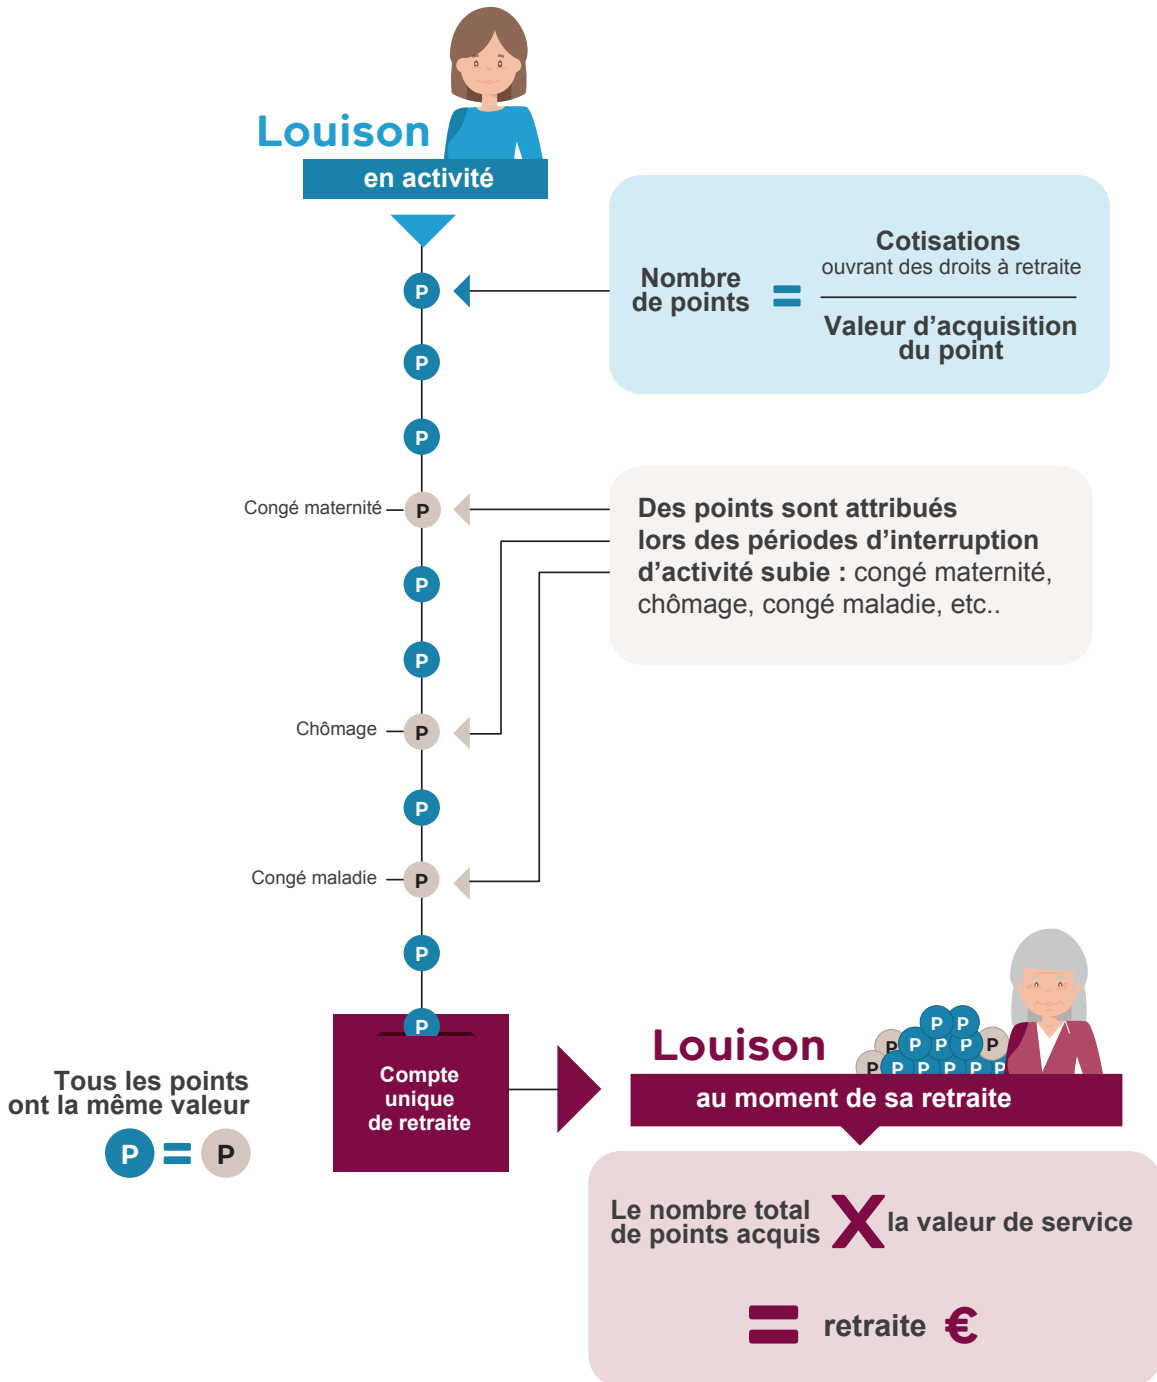 Louison
en activité
Nombre
de points
=
Cotisations
ouvrant des droits à retraite
Valeur d’acquisition
du point
P
P
P
Congé maternité
P
Des points sont attribués
lors des périodes d’interruption
d’activité subie : congé maternité,
chômage, congé maladie, etc..
P
P
Chômage
P
P
Congé maladie
P
P
P
Compte
unique
de retraite
Tous les points
ont la même valeur
P = P
P P
P P P P P
P P P P P P
Louison
au moment de sa retraite
Le nombre total
de points acquis
X
la valeur de service
= retraite €